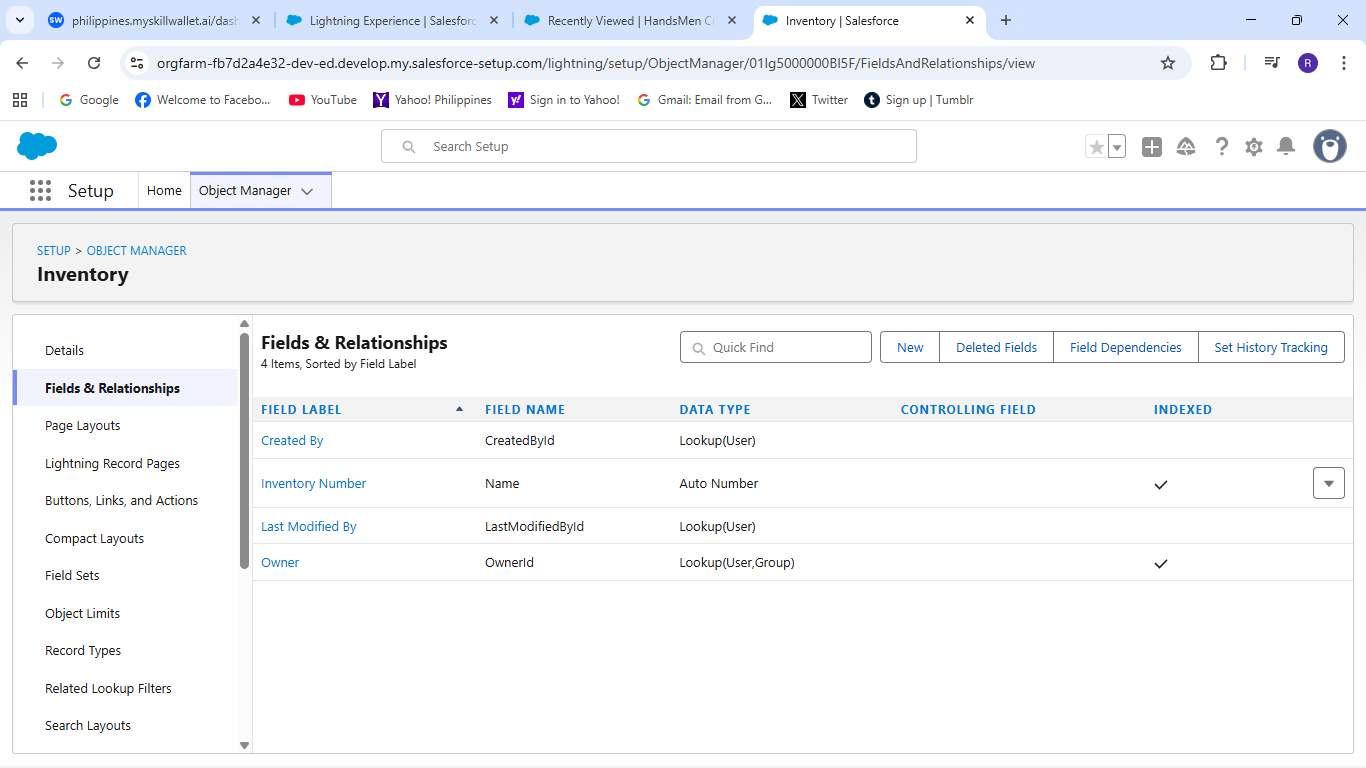 SW philippines.myskillwallet.ai/dash
Lightning Experience | Salesforc
Recently Viewed | HandsMen Cu
Inventory | Salesforce
orgfarm-fb7d2a4e32-dev-ed.develop.my.salesforce-setup.com/lightning/setup/ObjectManager/01Ig5000000BI5F/FieldsAndRelationships/view
R
Google
Welcome to Facebo...
YouTube
Yahoo! Philippines
Sign in to Yahoo!
Gmail: Email from G...
Twitter
Sign up | Tumblr
Search Setup
Setup
Home
Object Manager
SETUP > OBJECT MANAGER
Inventory
Details
Fields & Relationships
Page Layouts
Lightning Record Pages
Buttons, Links, and Actions
Compact Layouts
Field Sets
Object Limits
Record Types
Related Lookup Filters
Search Layouts
Fields & Relationships
4 Items, Sorted by Field Label
Quick Find
New
Deleted Fields
Field Dependencies
Set History Tracking
FIELD LABEL FIELD NAME DATA TYPE CONTROLLING FIELD INDEXED
Created By CreatedById Lookup(User)
Inventory Number Name Auto Number
Last Modified By LastModifiedById Lookup(User)
Owner OwnerId Lookup(User,Group)